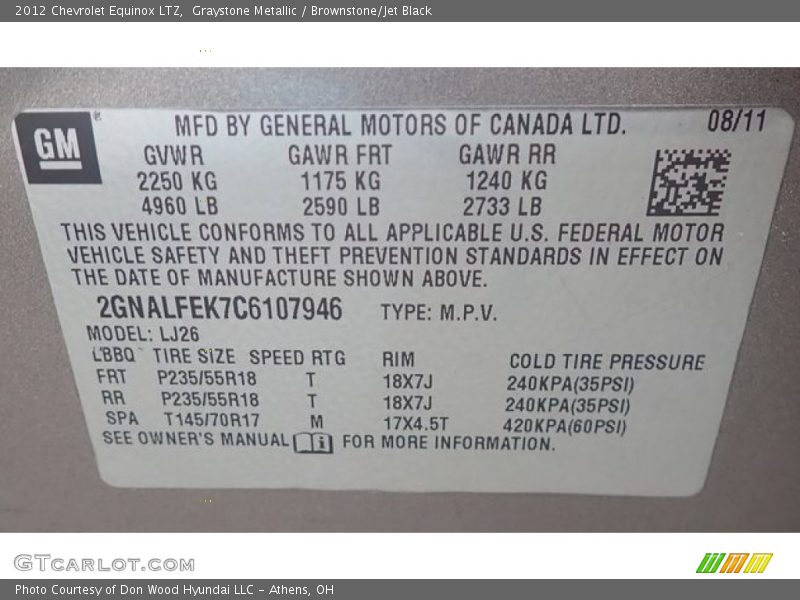 2012 Chevrolet Equinox LTZ,  Graystone Metallic / Brownstone/Jet Black
GM
MFD BY GENERAL MOTORS OF CANADA LTD. 08/11
GVWR GAWR FRT GAWR RR
2250 KG 1175 KG 1240 KG
4960 LB 2590 LB 2733 LB
THIS VEHICLE CONFORMS TO ALL APPLICABLE U.S. FEDERAL MOTOR
VEHICLE SAFETY AND THEFT PREVENTION STANDARDS IN EFFECT ON
THE DATE OF MANUFACTURE SHOWN ABOVE.
2GNALFEK7C6107946 TYPE: M.P.V.
MODEL: LJ26
L'BBQ TIRE SIZE SPEED RTG RIM COLD TIRE PRESSURE
FRT P235/55R18 T 18X7J 240KPA(35PSI)
RR P235/55R18 T 18X7J 240KPA(35PSI)
SPA T145/70R17 M 17X4.5T 420KPA(60PSI)
SEE OWNER'S MANUAL FOR MORE INFORMATION.
GTCARLOT.COM
Photo Courtesy of Don Wood Hyundai LLC - Athens, OH